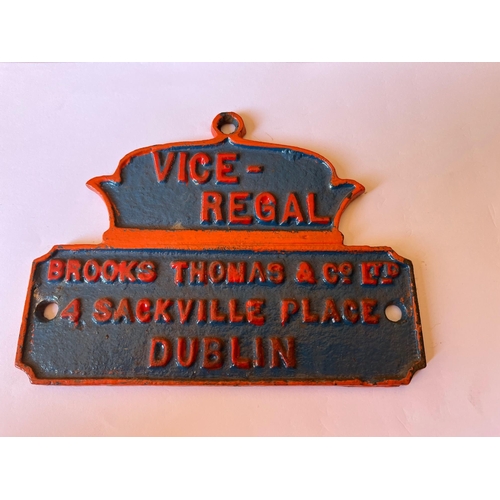 VICE-
REGAL
BROOKS THOMAS & CO LTD
4 SACKVILLE PLACE
DUBLIN